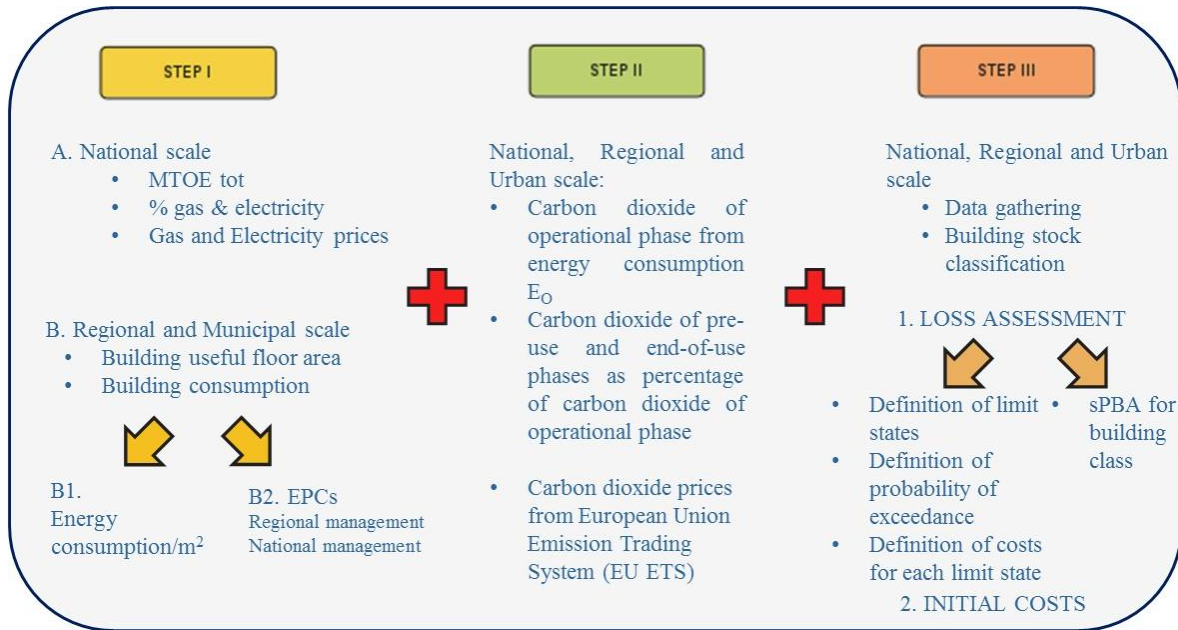 STEP I
A. National scale
• MTOE tot
• % gas & electricity
• Gas and Electricity prices
B. Regional and Municipal scale
• Building useful floor area
• Building consumption
B1.
Energy
consumption/m²
B2. EPCs
Regional management
National management
STEP II
National, Regional and
Urban scale:
• Carbon dioxide of
operational phase from
energy consumption
E₀
• Carbon dioxide of pre-
use and end-of-use
phases as percentage
of carbon dioxide of
operational phase
• Carbon dioxide prices
from European Union
Emission Trading
System (EU ETS)
STEP III
National, Regional and Urban
scale
• Data gathering
• Building stock
classification
1. LOSS ASSESSMENT
• Definition of limit
states
• Definition of
probability of
exceedance
• Definition of costs
for each limit state
• sPBA for
building
class
2. INITIAL COSTS